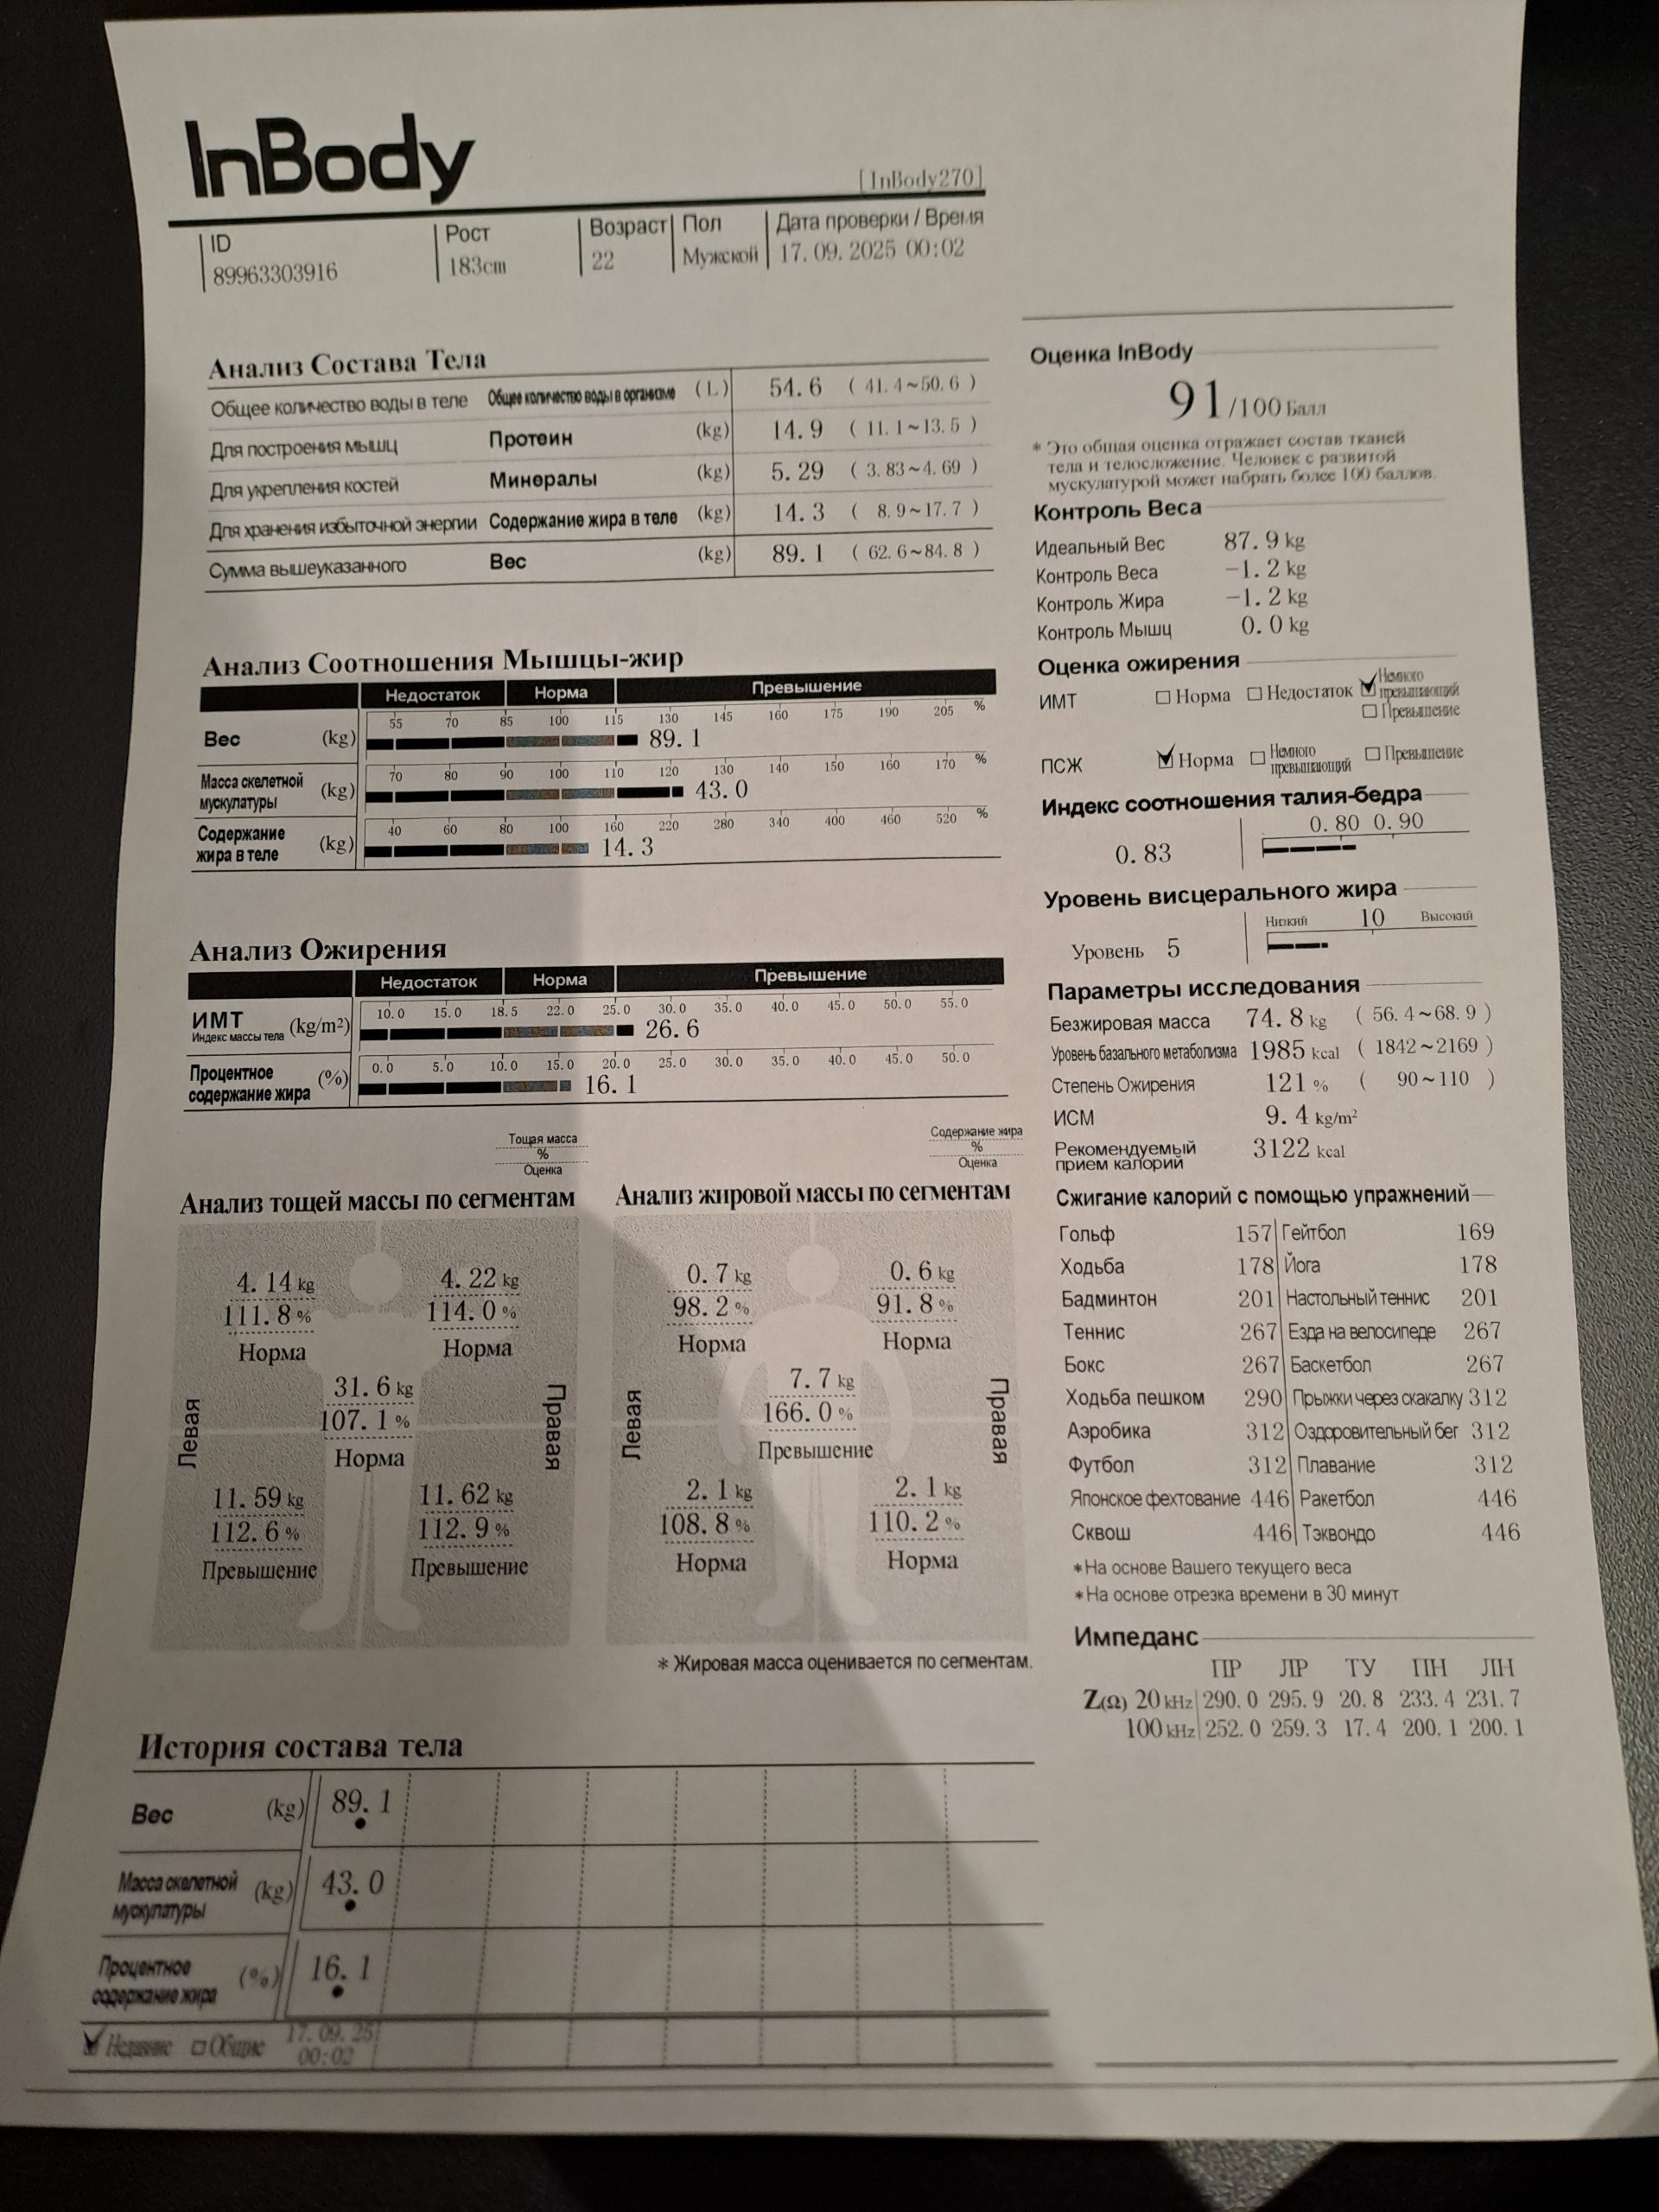 InBody
[InBody270]
ID
89963303916
Рост
183cm
Возраст
22
Пол
Мужской
Дата проверки / Время
17. 09. 2025 00:02
Анализ Состава Тела
Общее количество воды в теле Общее количество воды в организме (L) 54. 6 ( 41. 4~50. 6 )
Для построения мышц Протеин (kg) 14. 9 ( 11. 1~13. 5 )
Для укрепления костей Минералы (kg) 5. 29 ( 3. 83~4. 69 )
Для хранения избыточной энергии Содержание жира в теле (kg) 14. 3 ( 8. 9~17. 7 )
Сумма вышеуказанного Вес (kg) 89. 1 ( 62. 6~84. 8 )
Анализ Соотношения Мышцы-жир
Недостаток Норма Превышение
55 70 85 100 115 130 145 160 175 190 205 %
Вес (kg) 89. 1
70 80 90 100 110 120 130 140 150 160 170 %
Масса скелетной
мускулатуры (kg) 43. 0
40 60 80 100 160 220 280 340 400 460 520 %
Содержание
жира в теле (kg) 14. 3
Анализ Ожирения
Недостаток Норма Превышение
10. 0 15. 0 18. 5 22. 0 25. 0 30. 0 35. 0 40. 0 45. 0 50. 0 55. 0
ИМТ (kg/m²) 26. 6
Индекс массы тела
0. 0 5. 0 10. 0 15. 0 20. 0 25. 0 30. 0 35. 0 40. 0 45. 0 50. 0
Процентное
содержание жира (%) 16. 1
Тощая масса
%
Оценка
Анализ тощей массы по сегментам
4. 14 kg 4. 22 kg
111. 8 % 114. 0 %
Норма Норма
31. 6 kg
107. 1 %
Норма
Левая Правая
11. 59 kg 11. 62 kg
112. 6 % 112. 9 %
Превышение Превышение
Содержание жира
%
Оценка
Анализ жировой массы по сегментам
0. 7 kg 0. 6 kg
98. 2 % 91. 8 %
Норма Норма
7. 7 kg
166. 0 %
Превышение
Левая Правая
2. 1 kg 2. 1 kg
108. 8 % 110. 2 %
Норма Норма
* Жировая масса оценивается по сегментам.
История состава тела
Вес (kg) 89. 1
Масса скелетной
мускулатуры (kg) 43. 0
Процентное
содержание жира (%) 16. 1
Недавние Общие 17. 09. 25
00:02
Оценка InBody
91/100 Балл
* Это общая оценка отражает состав тканей
тела и телосложение. Человек с развитой
мускулатурой может набрать более 100 баллов.
Контроль Веса
Идеальный Вес 87. 9 kg
Контроль Веса -1. 2 kg
Контроль Жира -1. 2 kg
Контроль Мышц 0. 0 kg
Оценка ожирения
ИМТ Норма Недостаток Немного
превышающий
Превышение
ПСЖ Норма Немного
превышающий Превышение
Индекс соотношения талия-бедра
0. 80 0. 90
0. 83
Уровень висцерального жира
Низкий 10 Высокий
Уровень 5
Параметры исследования
Безжировая масса 74. 8 kg ( 56. 4~68. 9 )
Уровень базального метаболизма 1985 kcal ( 1842~2169 )
Степень Ожирения 121 % ( 90~110 )
ИСМ 9. 4 kg/m²
Рекомендуемый
прием калорий 3122 kcal
Сжигание калорий с помощью упражнений
Гольф 157 Гейтбол 169
Ходьба 178 Йога 178
Бадминтон 201 Настольный теннис 201
Теннис 267 Езда на велосипеде 267
Бокс 267 Баскетбол 267
Ходьба пешком 290 Прыжки через скакалку 312
Аэробика 312 Оздоровительный бег 312
Футбол 312 Плавание 312
Японское фехтование 446 Ракетбол 446
Сквош 446 Тэквондо 446
*На основе Вашего текущего веса
*На основе отрезка времени в 30 минут
Импеданс
ПР ЛР ТУ ПН ЛН
Z(Ω) 20 kHz 290. 0 295. 9 20. 8 233. 4 231. 7
100 kHz 252. 0 259. 3 17. 4 200. 1 200. 1